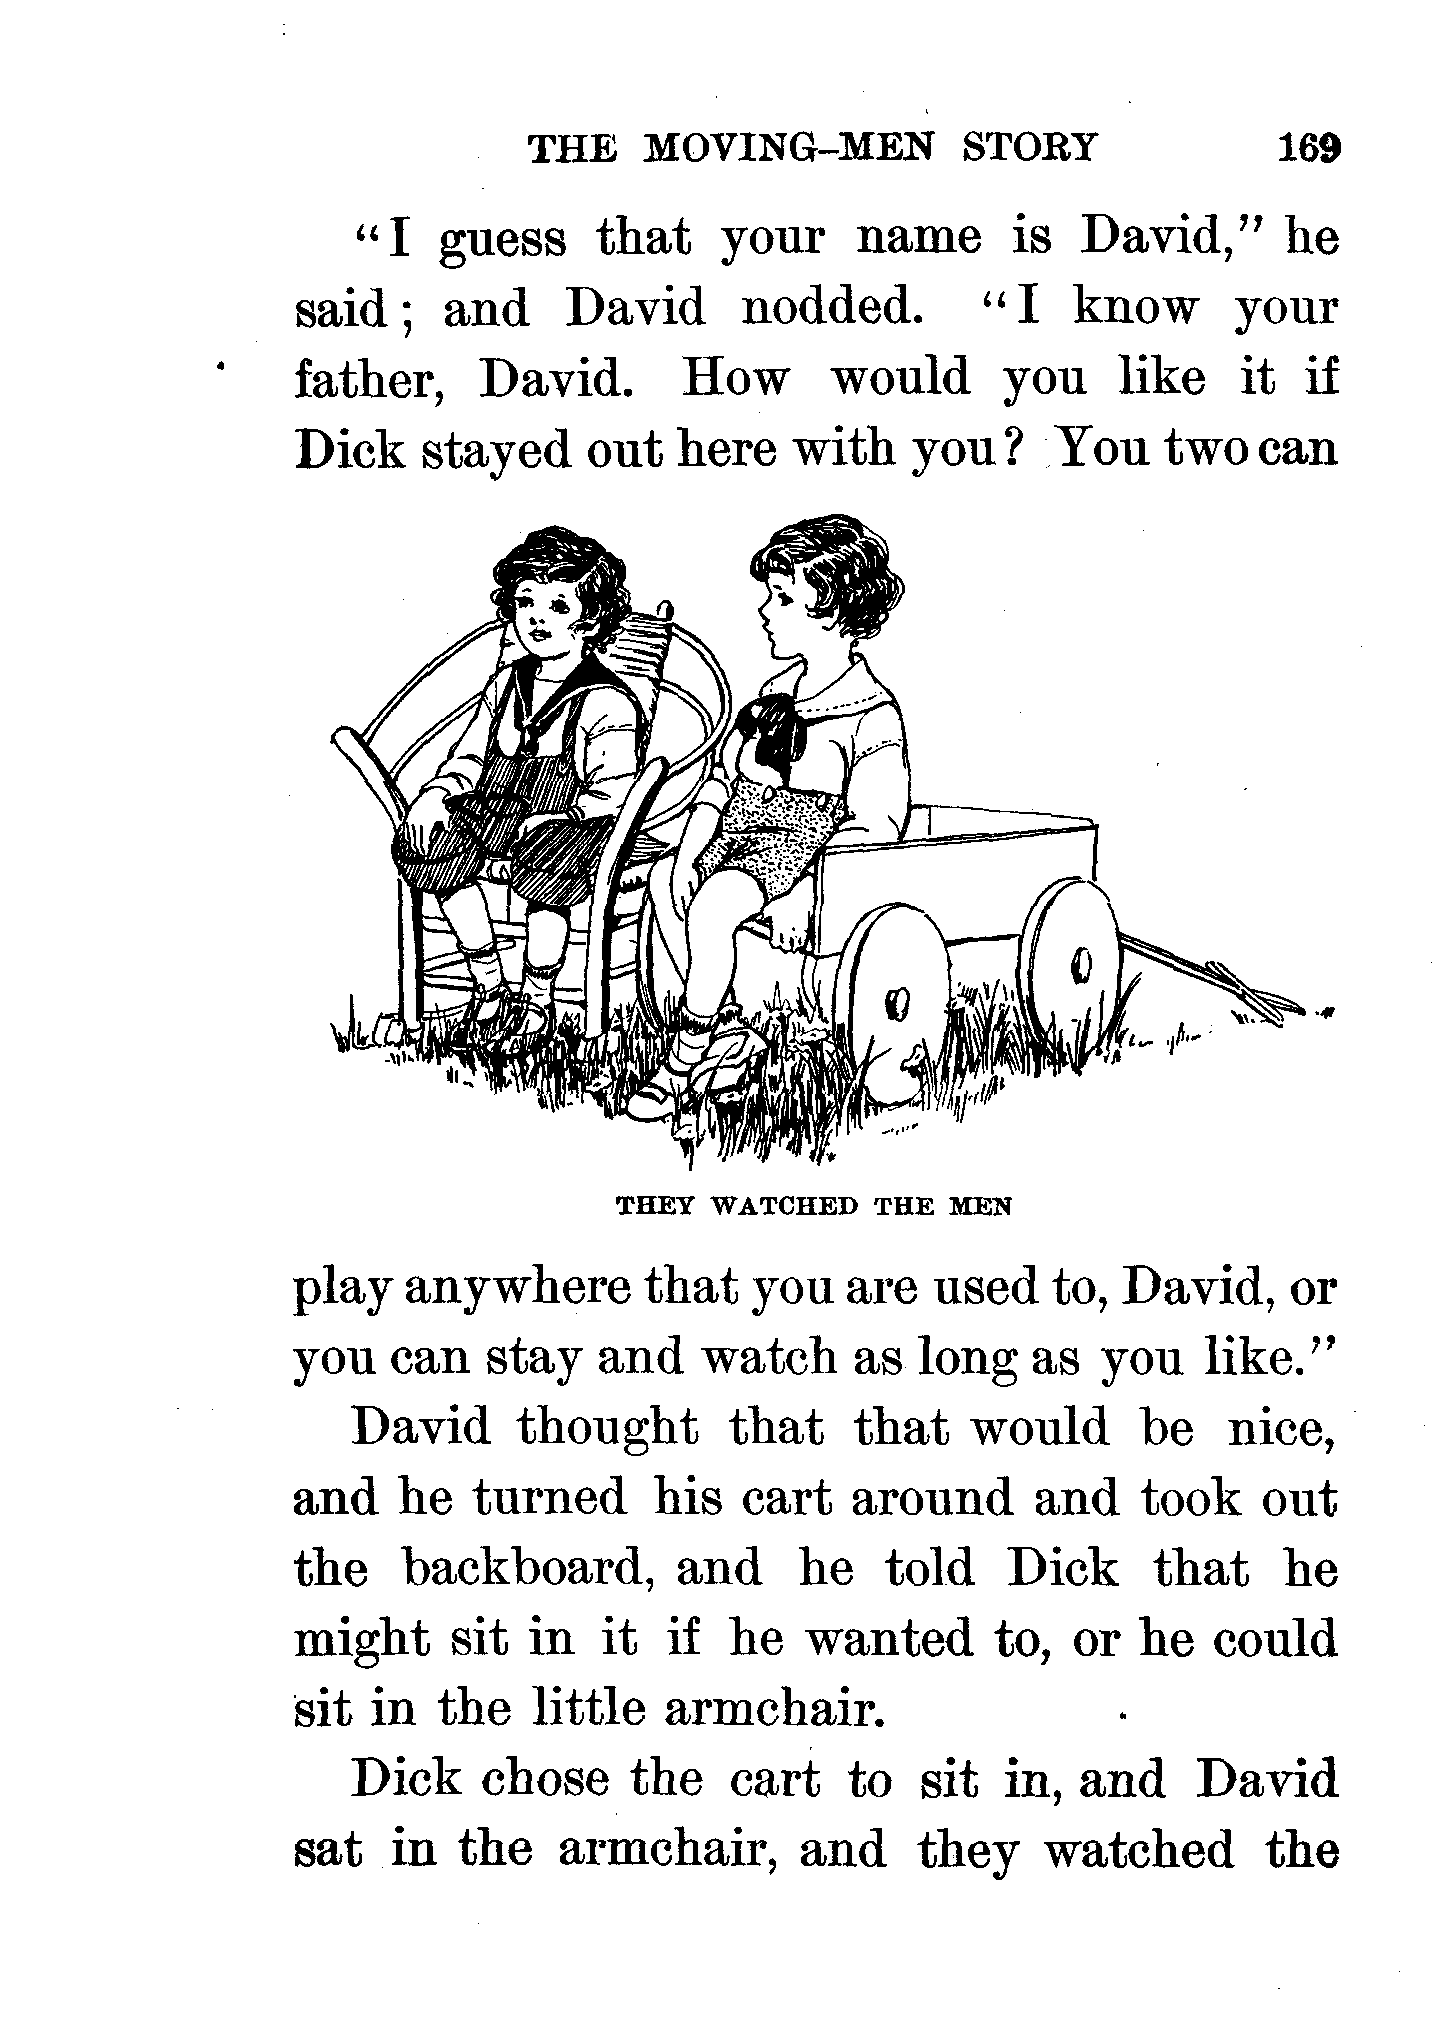 THE MOVING–MEN STORY 169
“I guess that your name is David,” he
said; and David nodded. “I know your
father, David. How would you like it if
Dick stayed out here with you? You two can
THEY WATCHED THE MEN
play anywhere that you are used to, David, or
you can stay and watch as long as you like.”
David thought that that would be nice,
and he turned his cart around and took out
the backboard, and he told Dick that he
might sit in it if he wanted to, or he could
sit in the little armchair.
Dick chose the cart to sit in, and David
sat in the armchair, and they watched the